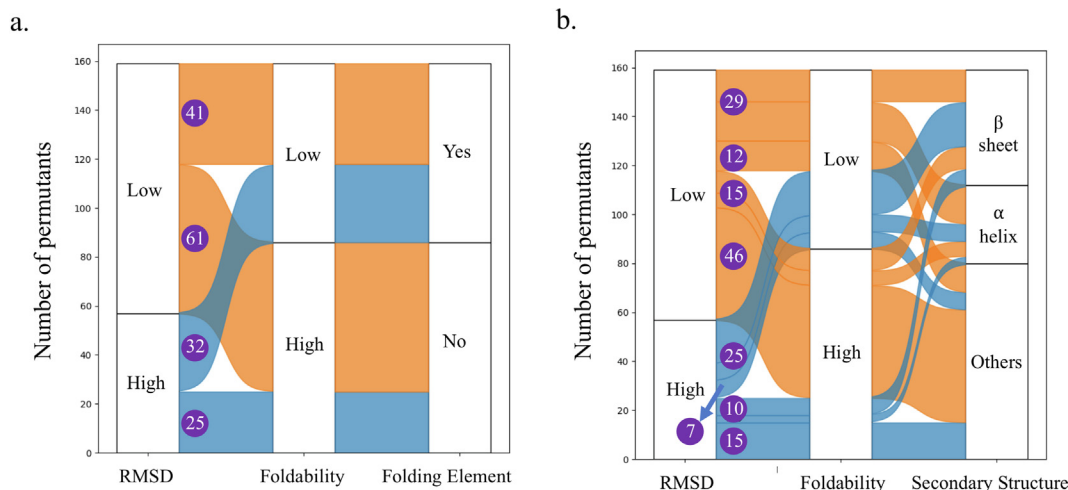 a.
Number of permutants
160
140
120
100
80
60
40
20
0
Low
High
41
61
32
25
Low
High
Yes
No
RMSD
Foldability
Folding Element
b.
Number of permutants
160
140
120
100
80
60
40
20
0
Low
High
29
12
15
46
25
7
10
15
Low
High
β
sheet
α
helix
Others
RMSD
Foldability
Secondary Structure